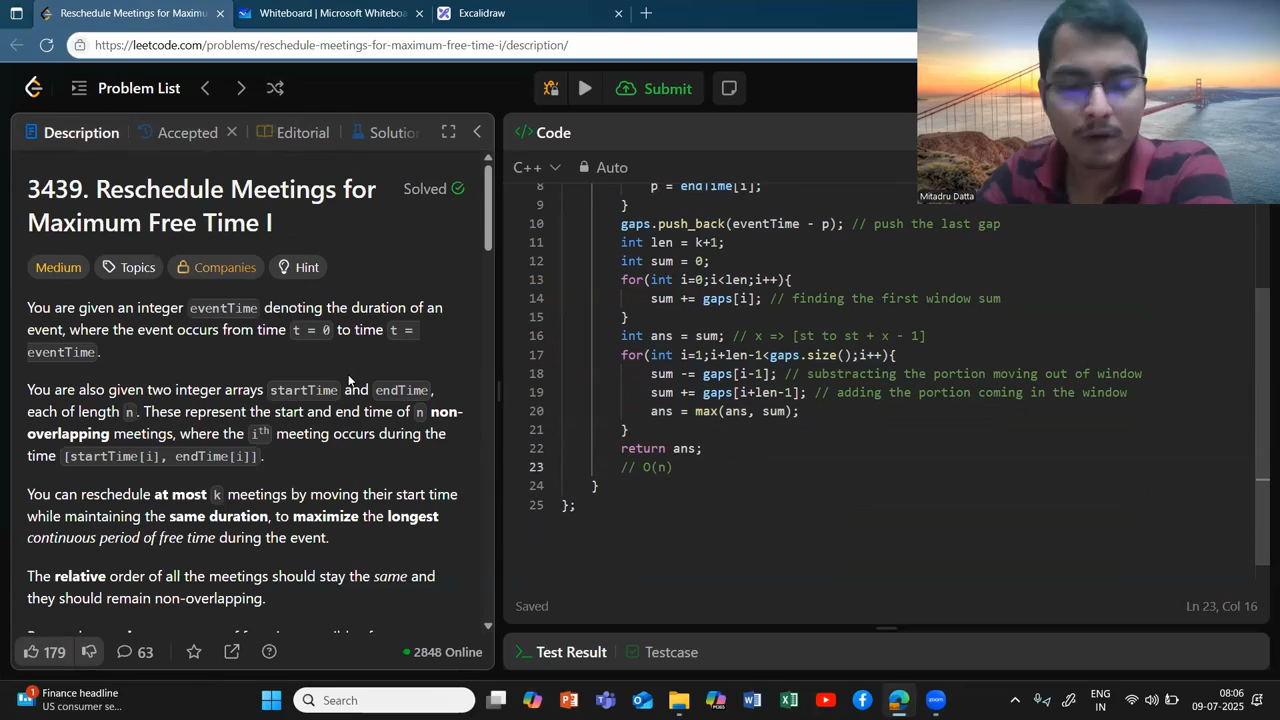 Reschedule Meetings for Maximu
Whiteboard | Microsoft Whitebo
Excalidraw
https://leetcode.com/problems/reschedule-meetings-for-maximum-free-time-i/description/
Problem List
Submit
Description
Accepted
Editorial
Solutio
3439. Reschedule Meetings for
Maximum Free Time I
Solved
Medium
Topics
Companies
Hint
You are given an integer eventTime denoting the duration of an
event, where the event occurs from time t = 0 to time t =
eventTime.
You are also given two integer arrays startTime and endTime,
each of length n. These represent the start and end time of n non-
overlapping meetings, where the ith meeting occurs during the
time [startTime[i], endTime[i]].
You can reschedule at most k meetings by moving their start time
while maintaining the same duration, to maximize the longest
continuous period of free time during the event.
The relative order of all the meetings should stay the same and
they should remain non-overlapping.
179
63
2848 Online
Code
C++
Auto
8 p = endTime[i];
9 }
10 gaps.push_back(eventTime - p); // push the last gap
11 int len = k+1;
12 int sum = 0;
13 for(int i=0;i<len;i++){
14 sum += gaps[i]; // finding the first window sum
15 }
16 int ans = sum; // x => [st to st + x - 1]
17 for(int i=1;i+len-1<gaps.size();i++){
18 sum -= gaps[i-1]; // substracting the portion moving out of window
19 sum += gaps[i+len-1]; // adding the portion coming in the window
20 ans = max(ans, sum);
21 }
22 return ans;
23 // O(n)
24 }
25 };
Saved
Ln 23, Col 16
Test Result
Testcase
Mitadru Datta
1
Finance headline
US consumer se...
Search
ENG
IN
08:06
09-07-2025